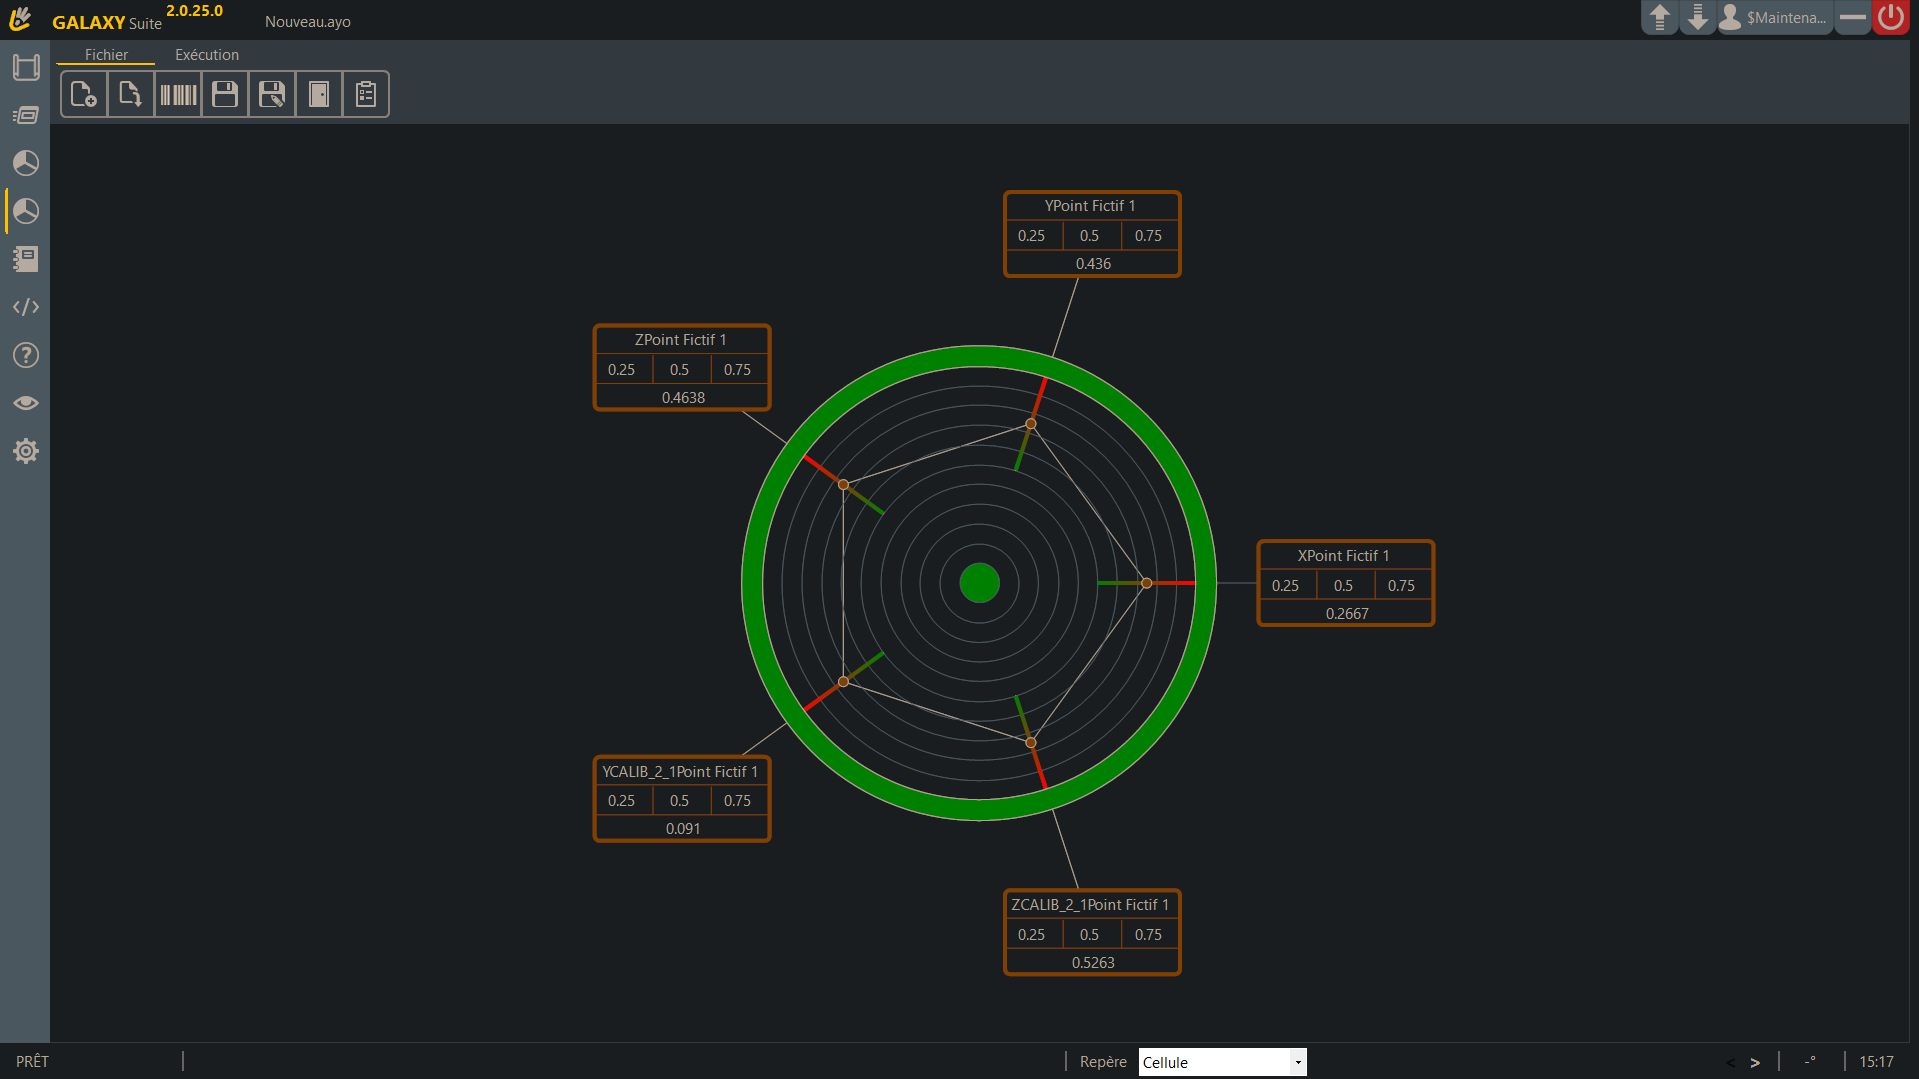 GALAXY Suite 2.0.25.0
Nouveau.ayo
$Maintena...
Fichier
Exécution
YPoint Fictif 1
0.25 0.5 0.75
0.436
ZPoint Fictif 1
0.25 0.5 0.75
0.4638
XPoint Fictif 1
0.25 0.5 0.75
0.2667
YCALIB_2_1Point Fictif 1
0.25 0.5 0.75
0.091
ZCALIB_2_1Point Fictif 1
0.25 0.5 0.75
0.5263
PRÊT
Repère
Cellule
< >
-°
15:17